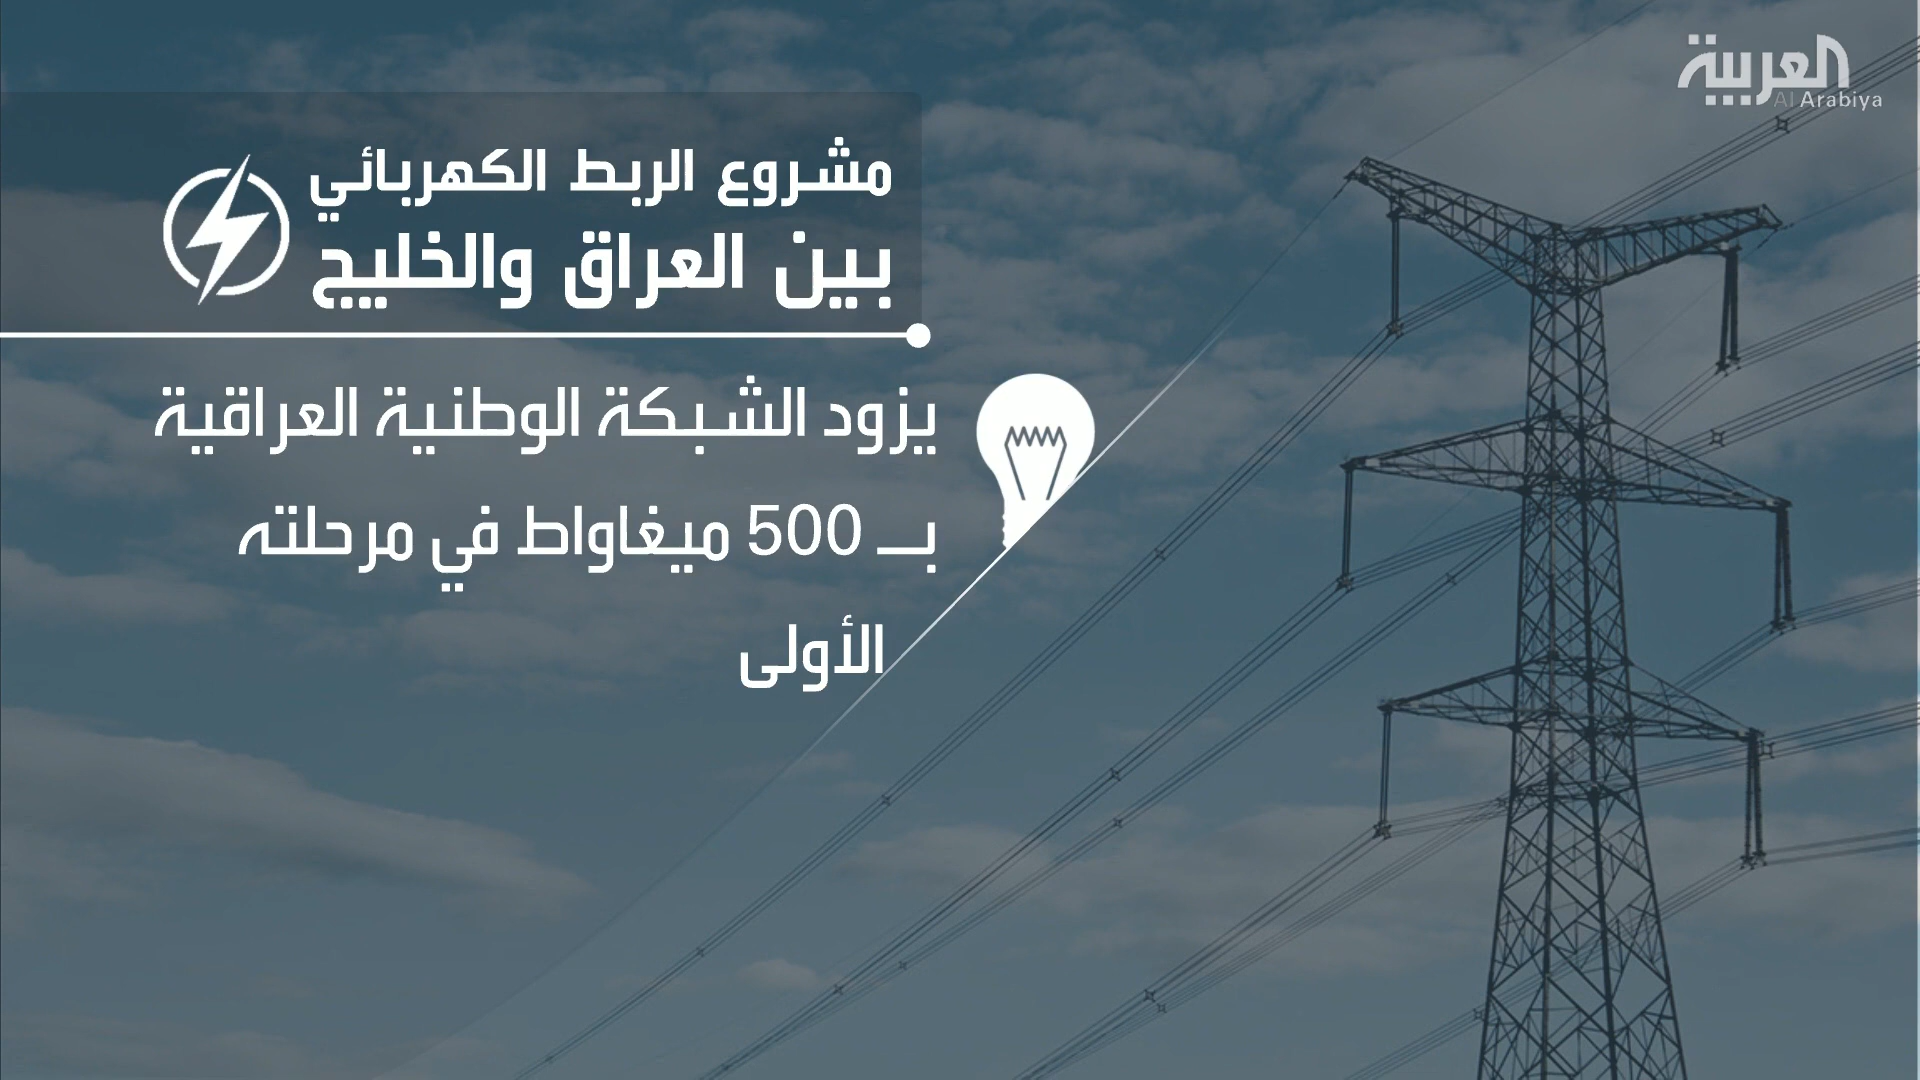 العربية
Al Arabiya
مشروع الربط الكهربائي
بين العراق والخليج
يزود الشبكة الوطنية العراقية
بـ 500 ميغاواط في مرحلته
الأولى